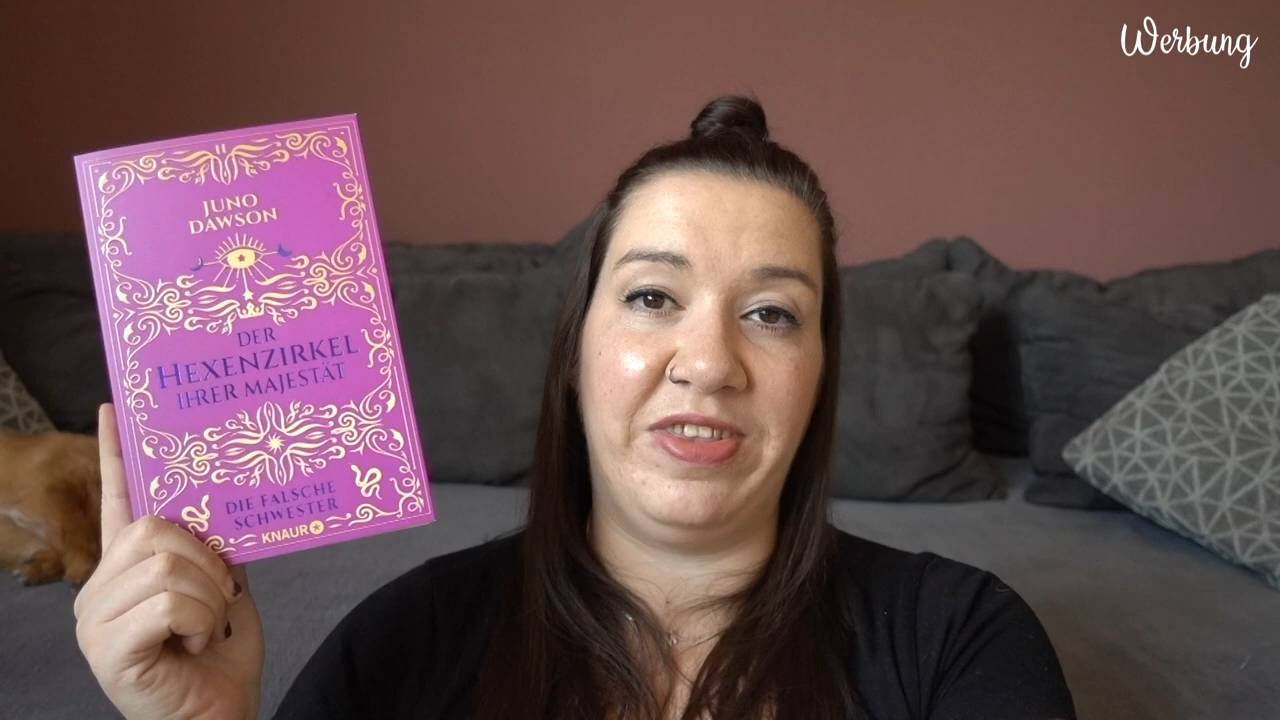 Werbung
JUNO
DAWSON
DER
HEXENZIRKEL
IHRER MAJESTÄT
DIE FALSCHE
SCHWESTER
KNAUR